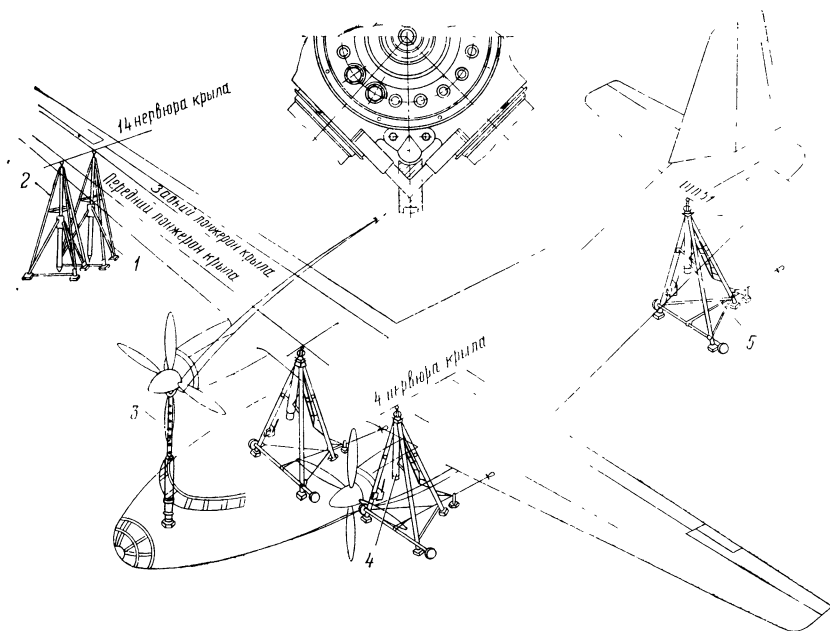 14 нервюра крыла
2
Задний лонжерон крыла
Передний лонжерон крыла
1
5
4 нервюра крыла
3
4